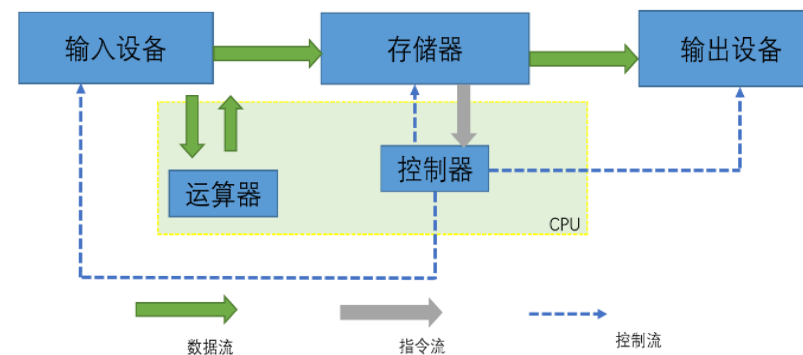 输入设备
存储器
输出设备
运算器
控制器
CPU
数据流
指令流
控制流